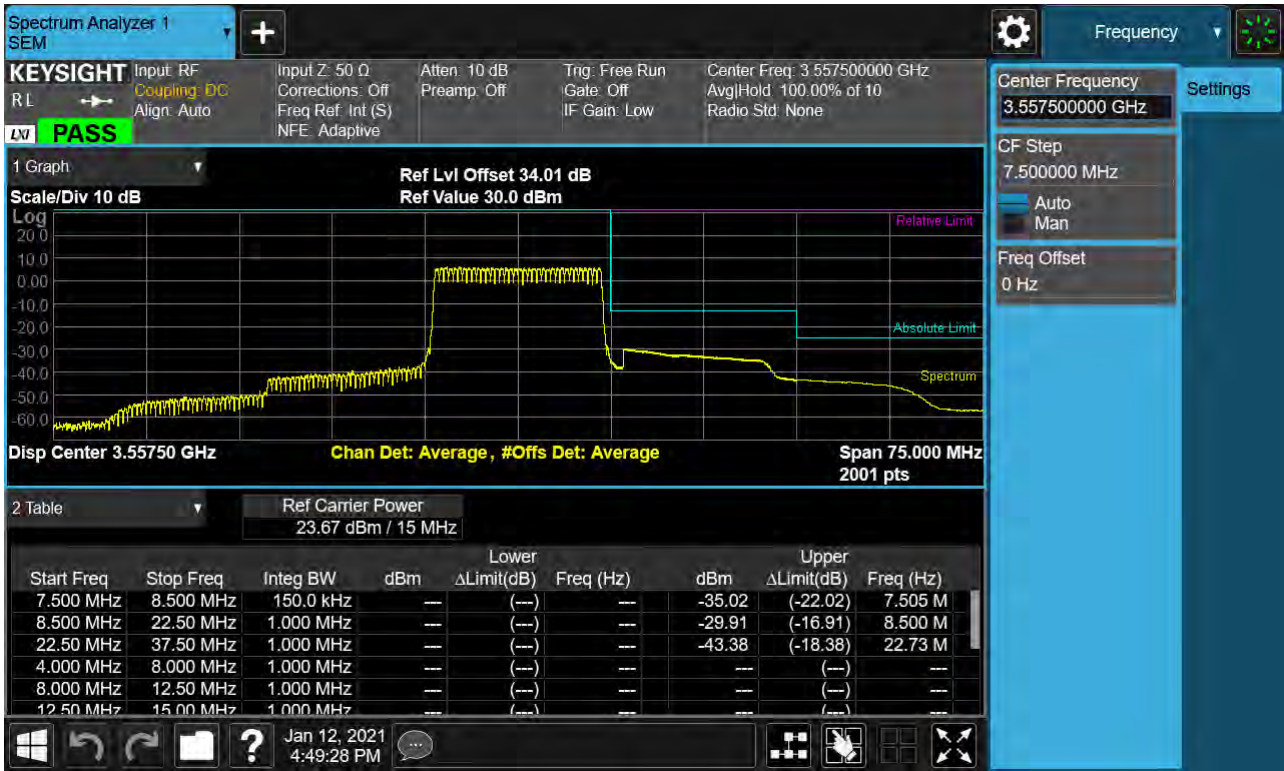 Spectrum Analyzer 1
SEM
+
Frequency
KEYSIGHT
R L
LXI
PASS
Input: RF
Coupling: DC
Align: Auto
Input Z: 50 Ω
Corrections: Off
Freq Ref: Int (S)
NFE: Adaptive
Atten: 10 dB
Preamp: Off
Trig: Free Run
Gate: Off
IF Gain: Low
Center Freq: 3.557500000 GHz
Avg|Hold: 100.00% of 10
Radio Std: None
Center Frequency
3.557500000 GHz
Settings
CF Step
7.500000 MHz
Auto
Man
Freq Offset
0 Hz
1 Graph
Scale/Div 10 dB
Ref Lvl Offset 34.01 dB
Ref Value 30.0 dBm
Log
20.0
10.0
0.00
-10.0
-20.0
-30.0
-40.0
-50.0
-60.0
Relative Limit
Absolute Limit
Spectrum
Disp Center 3.55750 GHz
Chan Det: Average, #Offs Det: Average
Span 75.000 MHz
2001 pts
2 Table
Ref Carrier Power
23.67 dBm / 15 MHz
Lower Upper
Start Freq Stop Freq Integ BW dBm ΔLimit(dB) Freq (Hz) dBm ΔLimit(dB) Freq (Hz)
7.500 MHz 8.500 MHz 150.0 kHz --- (---) --- -35.02 (-22.02) 7.505 M
8.500 MHz 22.50 MHz 1.000 MHz --- (---) --- -29.91 (-16.91) 8.500 M
22.50 MHz 37.50 MHz 1.000 MHz --- (---) --- -43.38 (-18.38) 22.73 M
4.000 MHz 8.000 MHz 1.000 MHz --- (---) --- --- (---) ---
8.000 MHz 12.50 MHz 1.000 MHz --- (---) --- --- (---) ---
12.50 MHz 15.00 MHz 1.000 MHz --- (---) --- --- (---) ---
?
Jan 12, 2021
4:49:28 PM